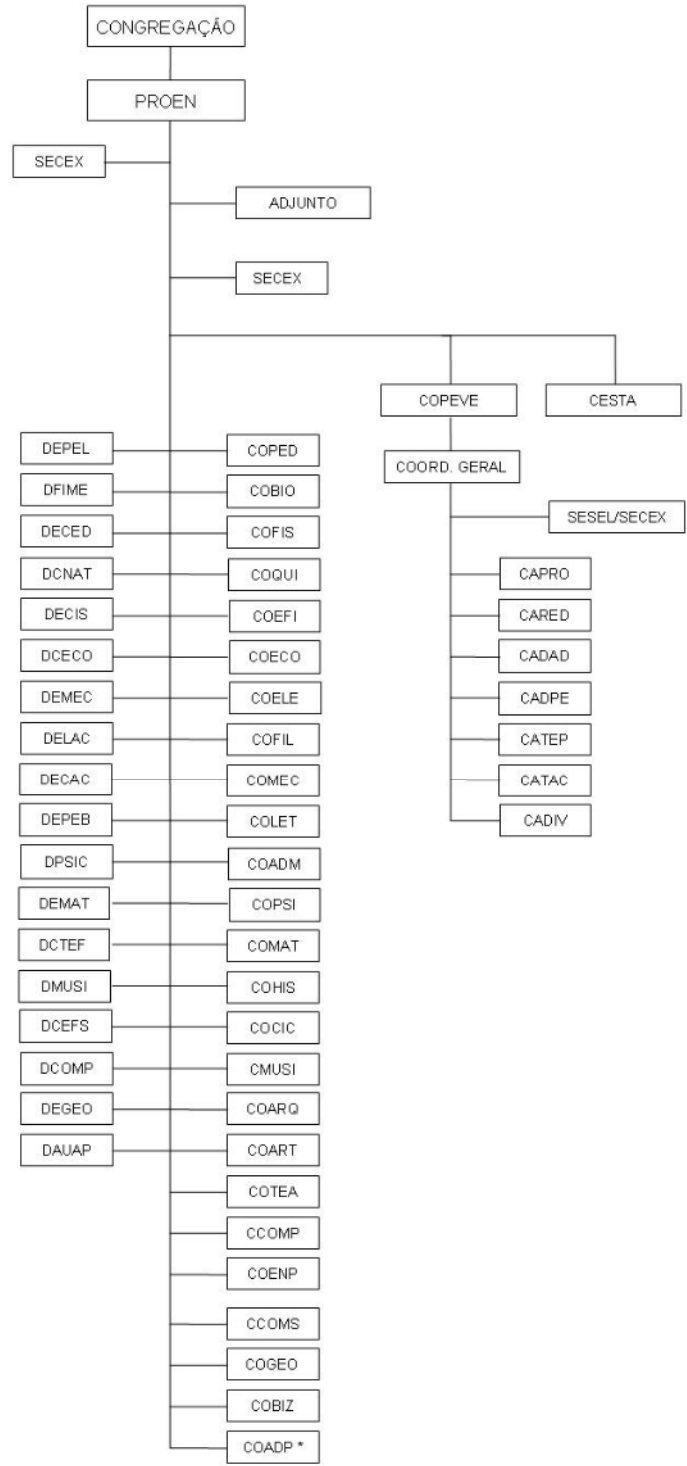 CONGREGAÇÃO
PROEN
SECEX
ADJUNTO
SECEX
COPEVE
CESTA
DEPEL
COPED
COORD. GERAL
DFIME
COBIO
SESEL/SECEX
DECED
COFIS
DCNAT
COQUI
CAPRO
DECIS
COEFI
CARED
DCECO
COECO
CADAD
DEMEC
COELE
CADPE
DELAC
COFIL
CATEP
DECAC
COMEC
CATAC
DEPEB
COLET
CADIV
DPSIC
COADM
DEMAT
COPSI
DCTEF
COMAT
DMUSI
COHIS
DCEFS
COCIC
DCOMP
CMUSI
DEGEO
COARQ
DAUAP
COART
COTEA
CCOMP
COENP
CCOMS
COGEO
COBIZ
COADP *